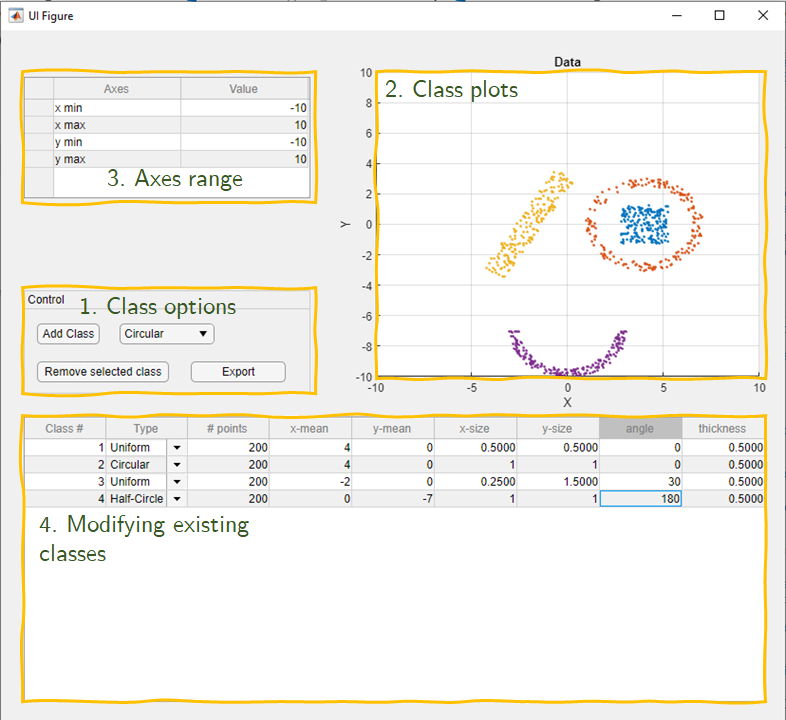 UI Figure
Axes Value
x min -10
x max 10
y min -10
y max 10
3. Axes range
Data
2. Class plots
10
8
6
4
2
0
-2
-4
-6
-8
-10
Y
-10 -5 0 5 10
X
Control
1. Class options
Add Class Circular
Remove selected class Export
Class # Type # points x-mean y-mean x-size y-size angle thickness
1 Uniform 200 4 0 0.5000 0.5000 0 0.5000
2 Circular 200 4 0 1 1 0 0.5000
3 Uniform 200 -2 0 0.2500 1.5000 30 0.5000
4 Half-Circle 200 0 -7 1 1 180 0.5000
4. Modifying existing
classes